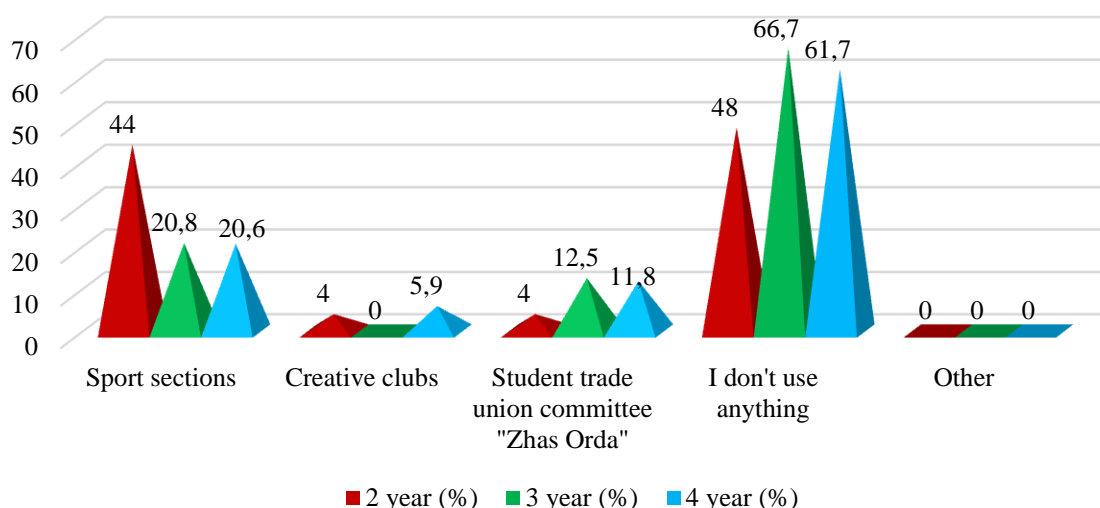 70
60
50
40
30
20
10
0
44
20,8
20,6
4
0
5,9
4
12,5
11,8
48
66,7
61,7
0
0
0
Sport sections
Creative clubs
Student trade
union committee
"Zhas Orda"
I don't use
anything
Other
2 year (%)
3 year (%)
4 year (%)